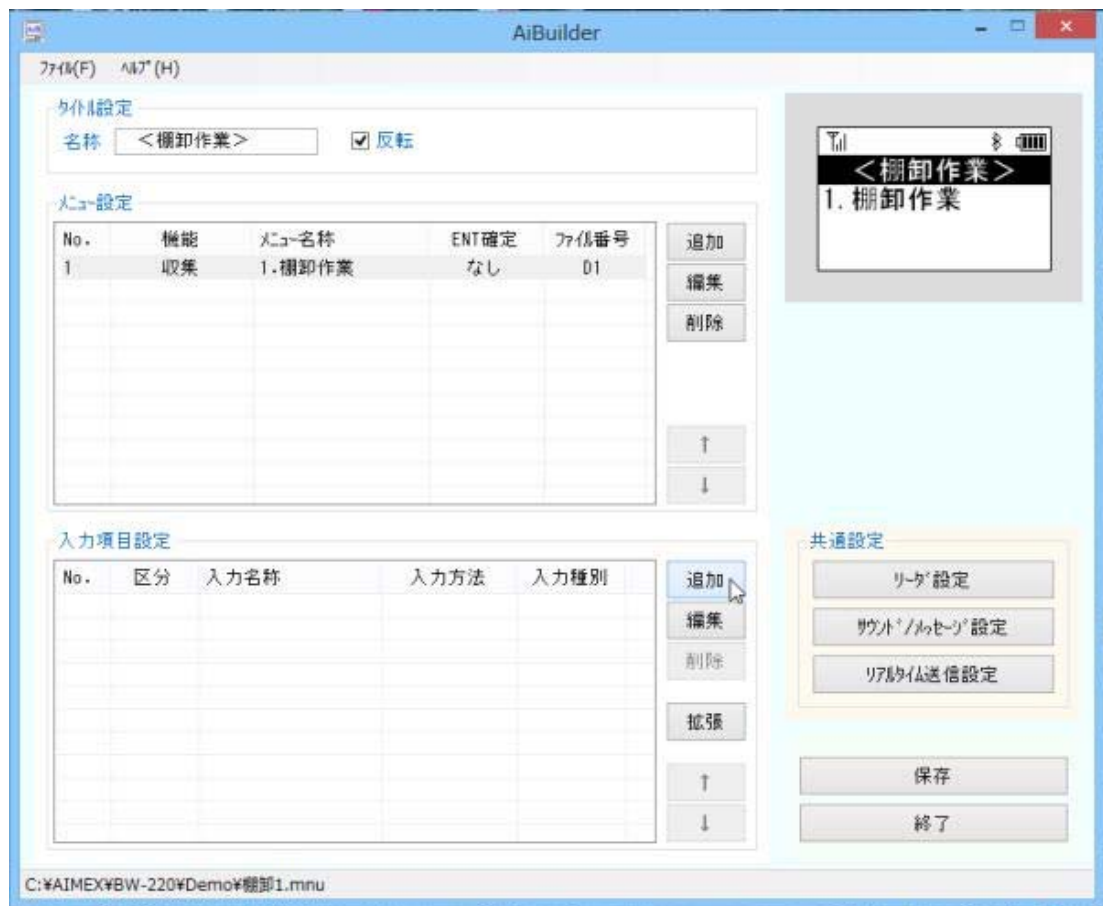 AiBuilder
ﾌｧｲﾙ(F) ﾍﾙﾌﾟ(H)
ﾀｲﾄﾙ設定
名称 ＜棚卸作業＞ 反転
ﾒﾆｭｰ設定
No. 機能 ﾒﾆｭｰ名称 ENT確定 ﾌｧｲﾙ番号
1 収集 1.棚卸作業 なし D1
追加
編集
削除
↑
↓
＜棚卸作業＞
1.棚卸作業
入力項目設定
No. 区分 入力名称 入力方法 入力種別
追加
編集
削除
拡張
↑
↓
共通設定
ﾘｰﾀﾞ設定
ｻｳﾝﾄﾞ/ﾒｯｾｰｼﾞ設定
ﾘｱﾙﾀｲﾑ送信設定
保存
終了
C:¥AIMEX¥BW-220¥Demo¥棚卸1.mnu